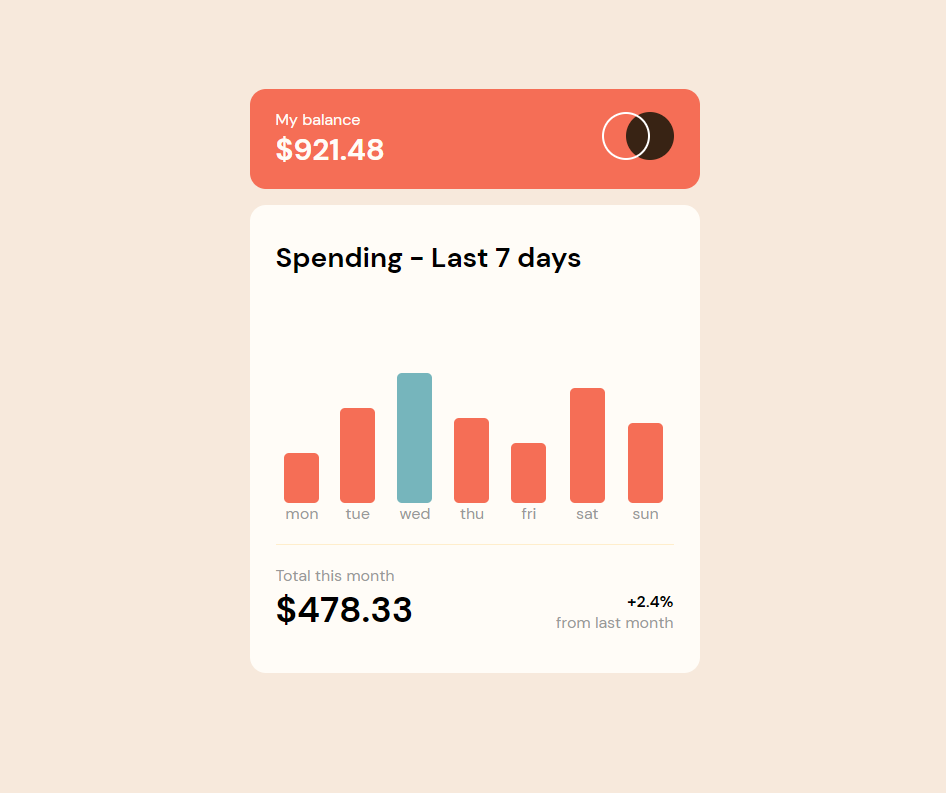 My balance
$921.48
Spending - Last 7 days
mon tue wed thu fri sat sun
Total this month
$478.33
+2.4%
from last month